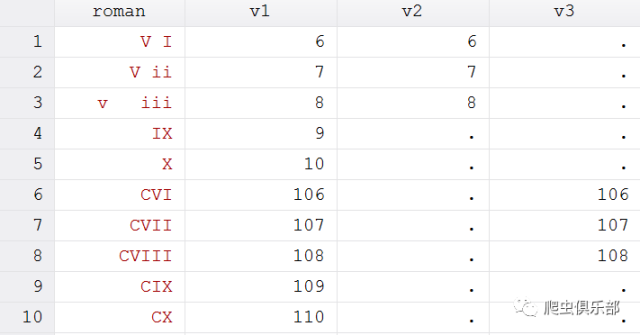 roman v1 v2 v3
1 V I 6 6 .
2 V ii 7 7 .
3 v   iii 8 8 .
4 IX 9 . .
5 X 10 . .
6 CVI 106 . 106
7 CVII 107 . 107
8 CVIII 108 . 108
9 CIX 109 . .
10 CX 110 . .
爬虫俱乐部